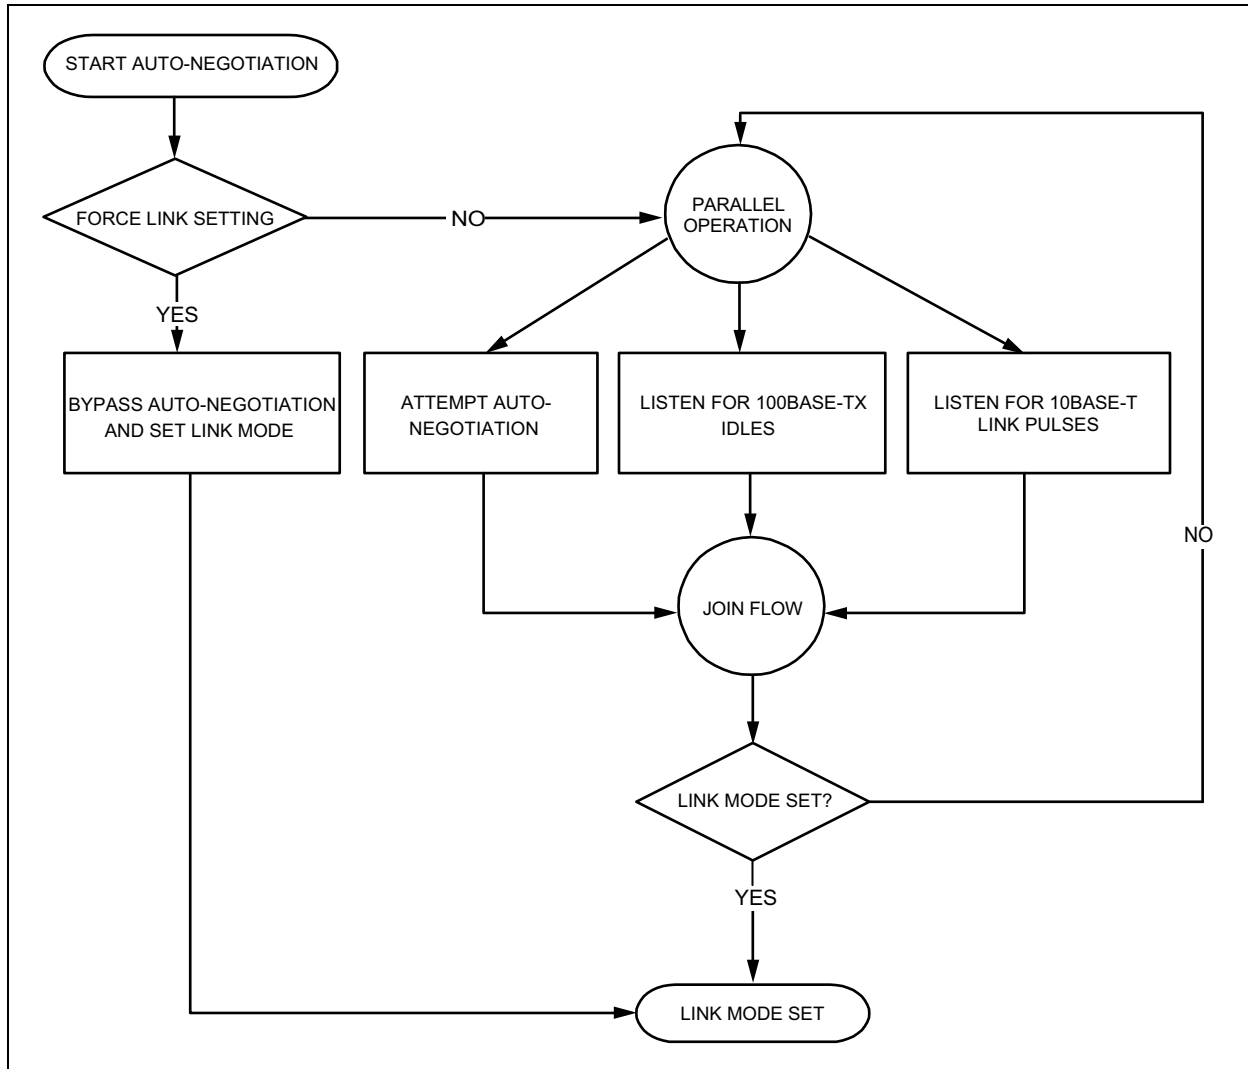 START AUTO-NEGOTIATION
FORCE LINK SETTING
NO
PARALLEL
OPERATION
YES
BYPASS AUTO-NEGOTIATION
AND SET LINK MODE
ATTEMPT AUTO-
NEGOTIATION
LISTEN FOR 100BASE-TX
IDLES
LISTEN FOR 10BASE-T
LINK PULSES
NO
JOIN FLOW
LINK MODE SET?
YES
LINK MODE SET